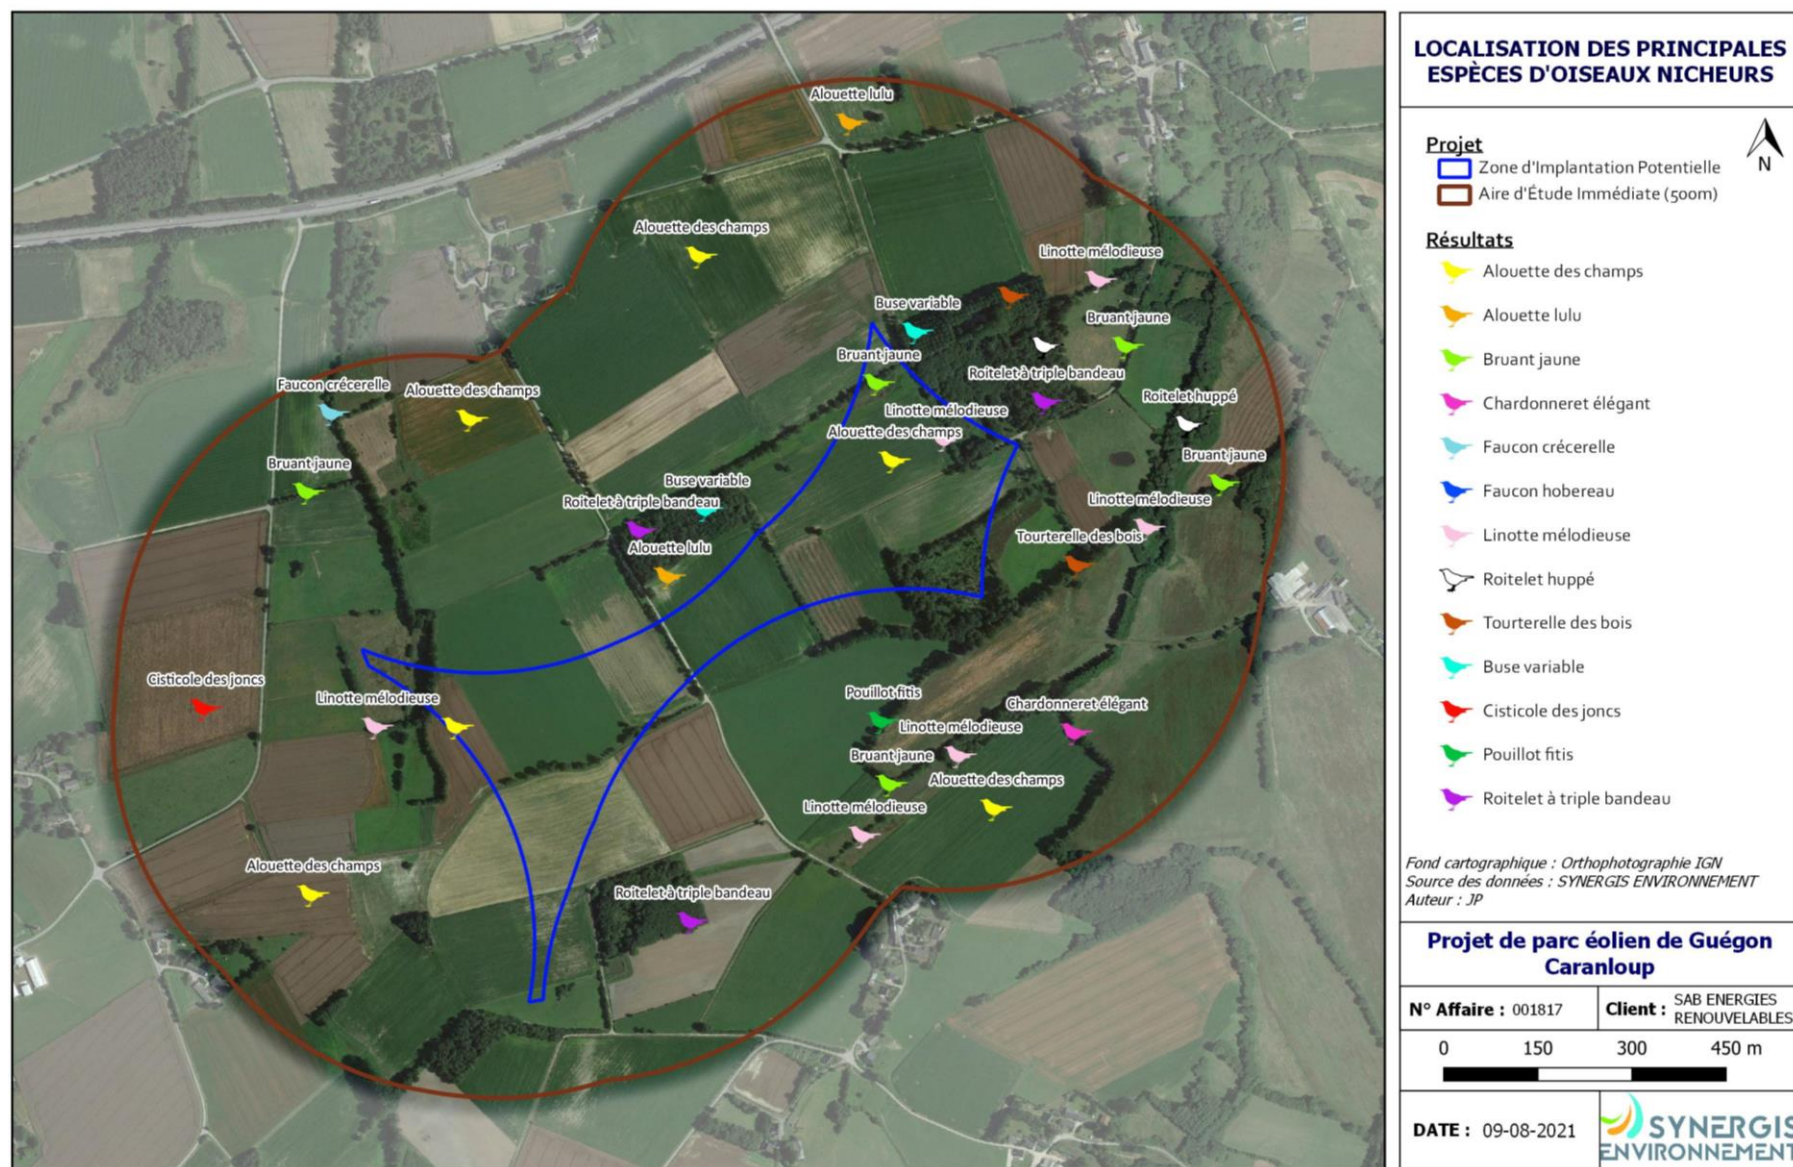 Alouette lulu
Alouette des champs
Linotte mélodieuse
Buse variable
Bruant jaune
Bruant jaune
Roitelet à triple bandeau
Faucon crécerelle
Alouette des champs
Roitelet huppé
Linotte mélodieuse
Alouette des champs
Bruant jaune
Bruant jaune
Buse variable
Roitelet à triple bandeau
Linotte mélodieuse
Tourterelle des bois
Alouette lulu
Cisticole des joncs
Linotte mélodieuse
Pouillot fitis
Chardonneret élégant
Linotte mélodieuse
Bruant jaune
Alouette des champs
Linotte mélodieuse
Alouette des champs
Roitelet à triple bandeau
LOCALISATION DES PRINCIPALES
ESPÈCES D'OISEAUX NICHEURS
Projet
N
Zone d'Implantation Potentielle
Aire d'Étude Immédiate (500m)
Résultats
Alouette des champs
Alouette lulu
Bruant jaune
Chardonneret élégant
Faucon crécerelle
Faucon hobereau
Linotte mélodieuse
Roitelet huppé
Tourterelle des bois
Buse variable
Cisticole des joncs
Pouillot fitis
Roitelet à triple bandeau
Fond cartographique : Orthophotographie IGN
Source des données : SYNERGIS ENVIRONNEMENT
Auteur : JP
Projet de parc éolien de Guégon
Caranloup
N° Affaire : 001817
Client : SAB ENERGIES
RENOUVELABLES
0 150 300 450 m
DATE : 09-08-2021
SYNERGIS
ENVIRONNEMENT